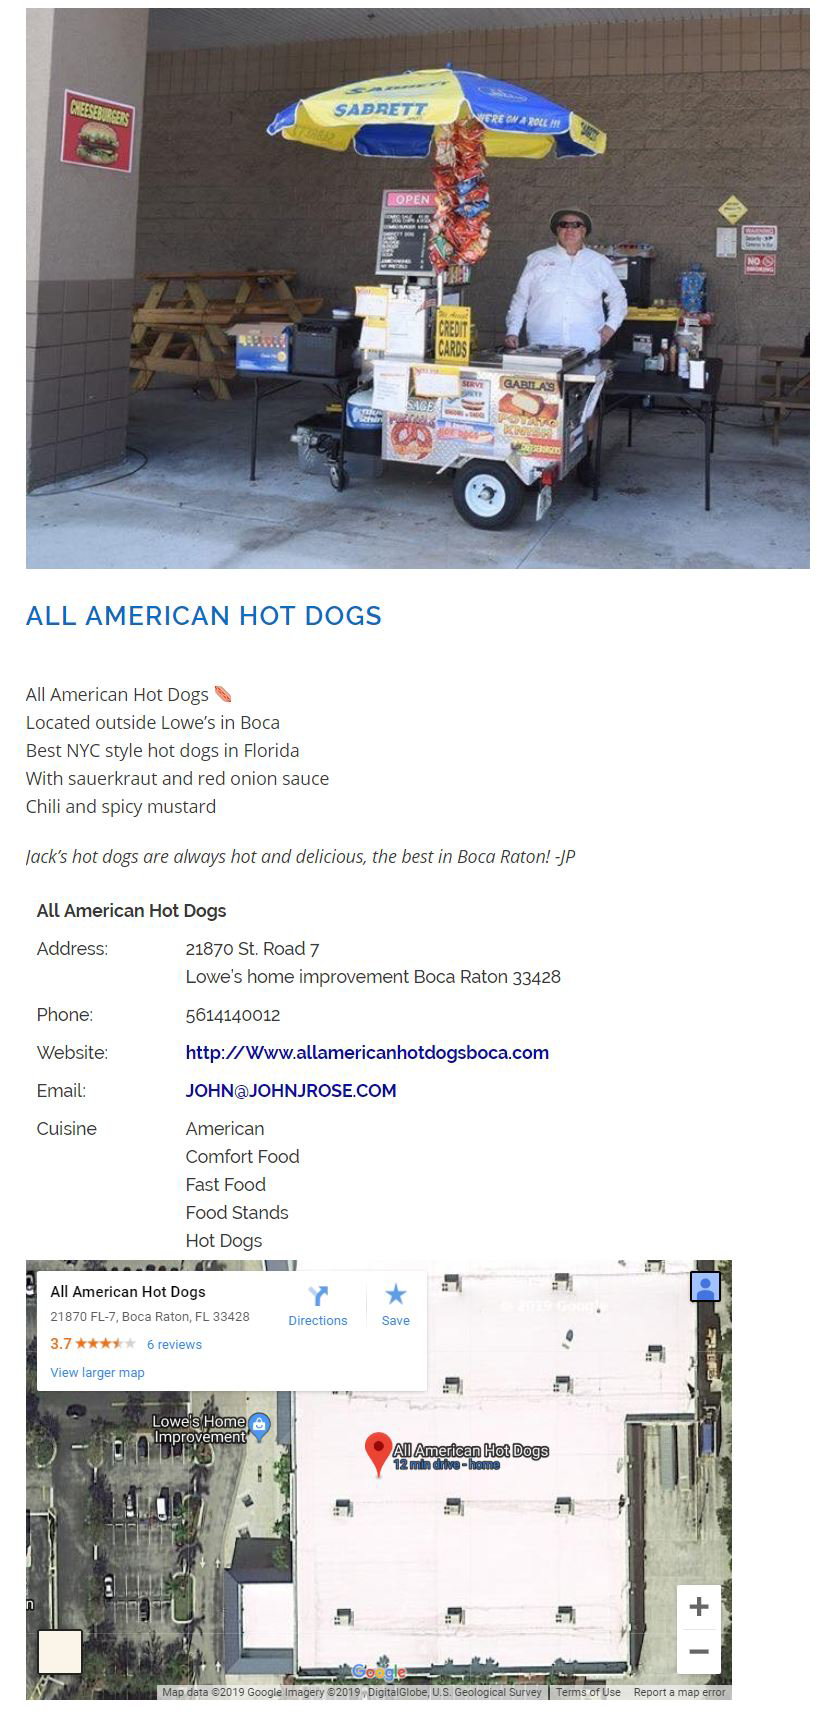 CHEESEBURGERS
SABRETT
SABRETT
WE'RE ON A ROLL !!!
OPEN
We Accept
CREDIT
CARDS
GABILA'S
POTATO
KNISH
CHEESEBURGERS
HOT DOGS
WARNING
NO
SMOKING
ALL AMERICAN HOT DOGS
All American Hot Dogs 🌭
Located outside Lowe’s in Boca
Best NYC style hot dogs in Florida
With sauerkraut and red onion sauce
Chili and spicy mustard
Jack’s hot dogs are always hot and delicious, the best in Boca Raton! -JP
All American Hot Dogs
Address: 21870 St. Road 7
Lowe's home improvement Boca Raton 33428
Phone: 5614140012
Website: http://Www.allamericanhotdogsboca.com
Email: JOHN@JOHNJROSE.COM
Cuisine American
Comfort Food
Fast Food
Food Stands
Hot Dogs
All American Hot Dogs
21870 FL-7, Boca Raton, FL 33428
3.7 6 reviews
View larger map
Directions
Save
© 2019 Google
Lowe's Home
Improvement
All American Hot Dogs
12 min drive - home
Google
Map data ©2019 Google Imagery ©2019 , DigitalGlobe, U.S. Geological Survey
Terms of Use
Report a map error